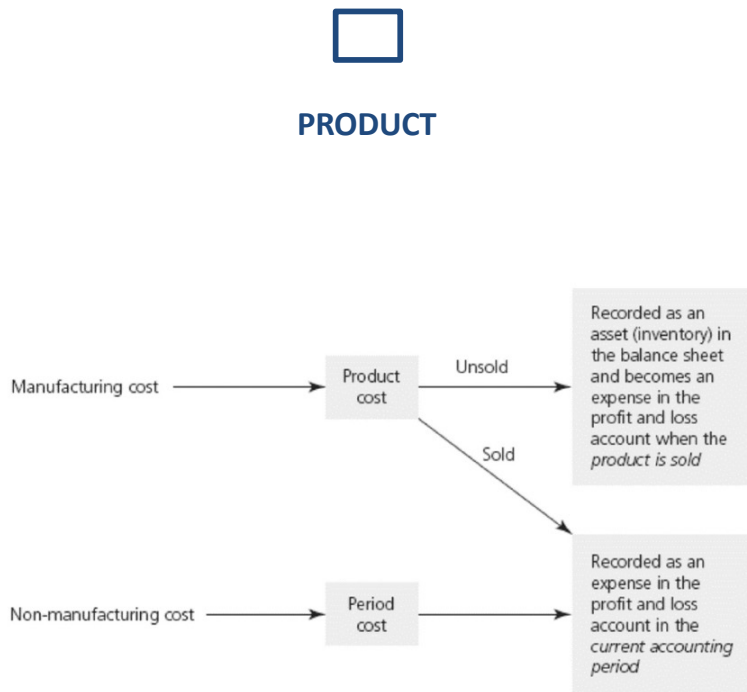 PRODUCT
Recorded as an
asset (inventory) in
the balance sheet
and becomes an
expense in the
profit and loss
account when the
product is sold
Manufacturing cost
Product
cost
Unsold
Sold
Non-manufacturing cost
Period
cost
Recorded as an
expense in the
profit and loss
account in the
current accounting
period